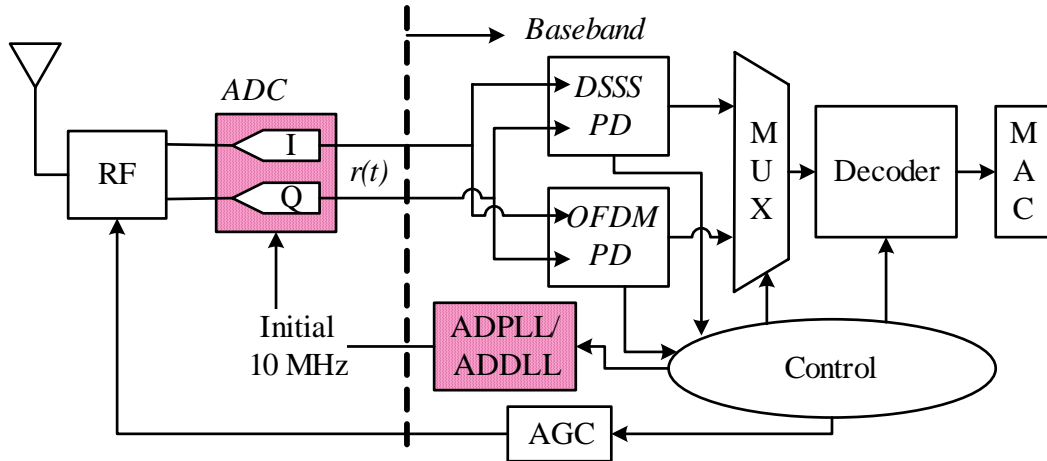 Baseband
ADC
DSSS
PD
I
Q
r(t)
RF
OFDM
PD
M
U
X
Decoder
M
A
C
Initial
10 MHz
ADPLL/
ADDLL
Control
AGC